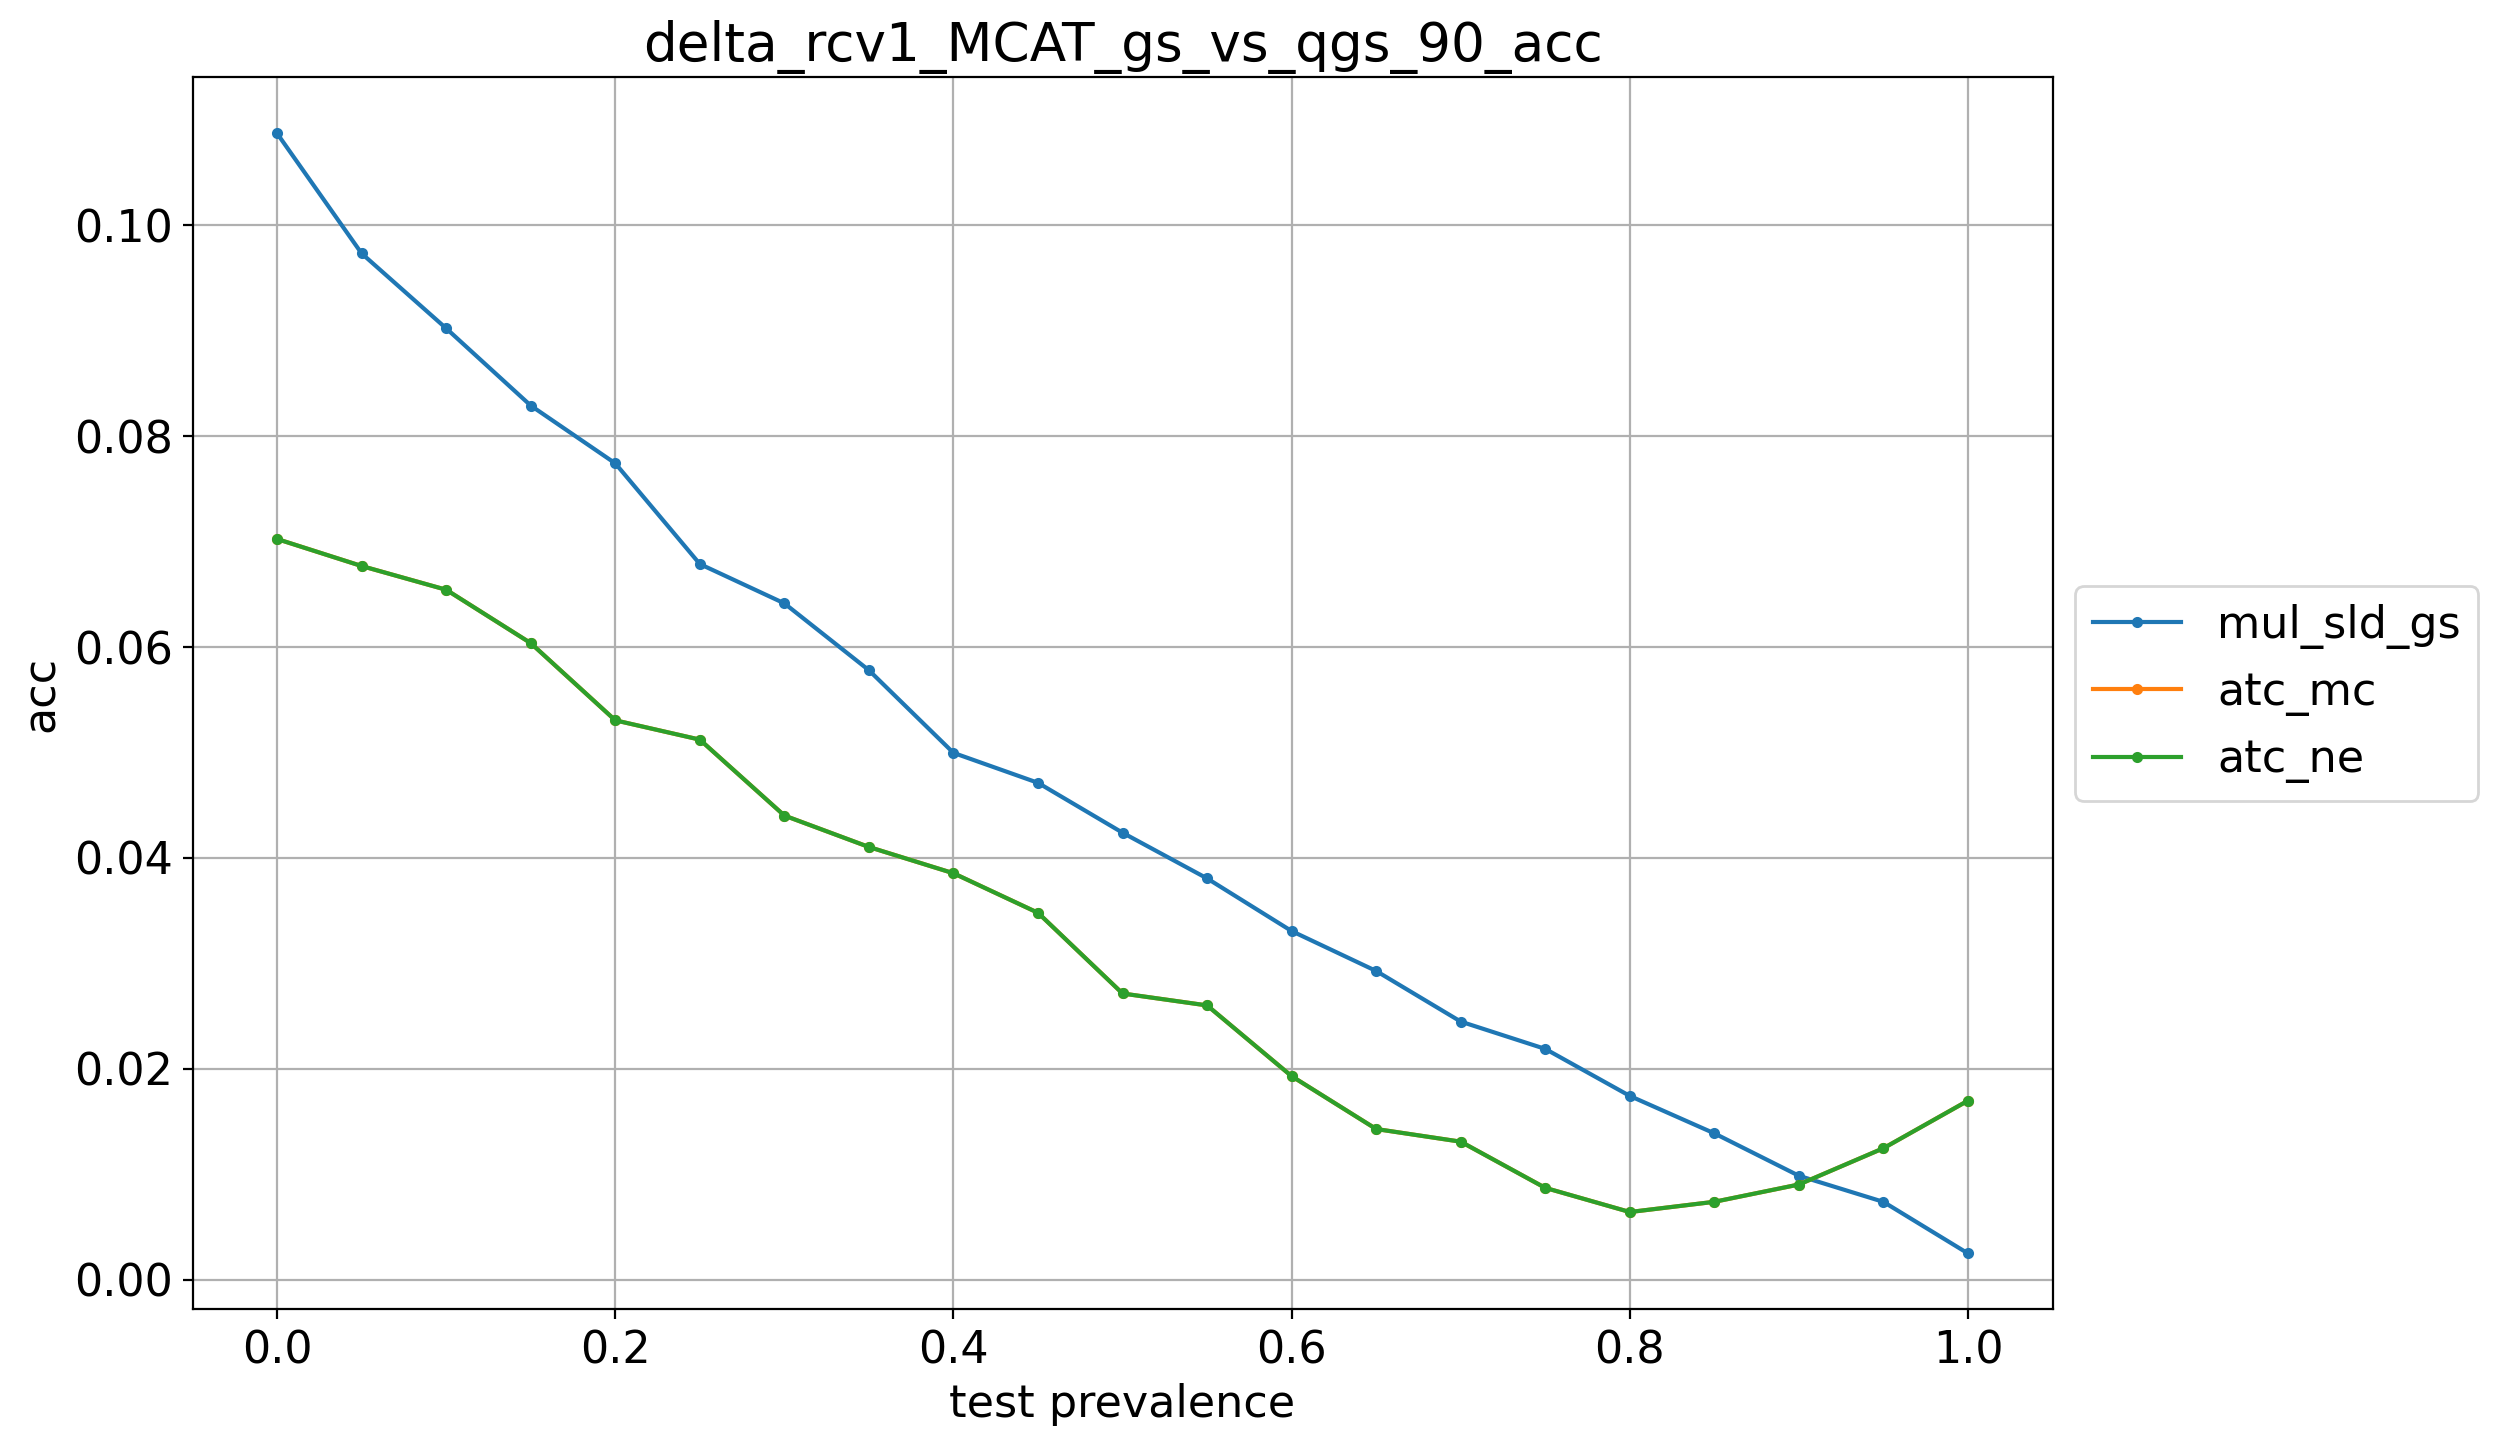 delta_rcv1_MCAT_gs_vs_qgs_90_acc
0.10
0.08
0.06
0.04
0.02
0.00
acc
0.0 0.2 0.4 0.6 0.8 1.0
test prevalence
mul_sld_gs
atc_mc
atc_ne